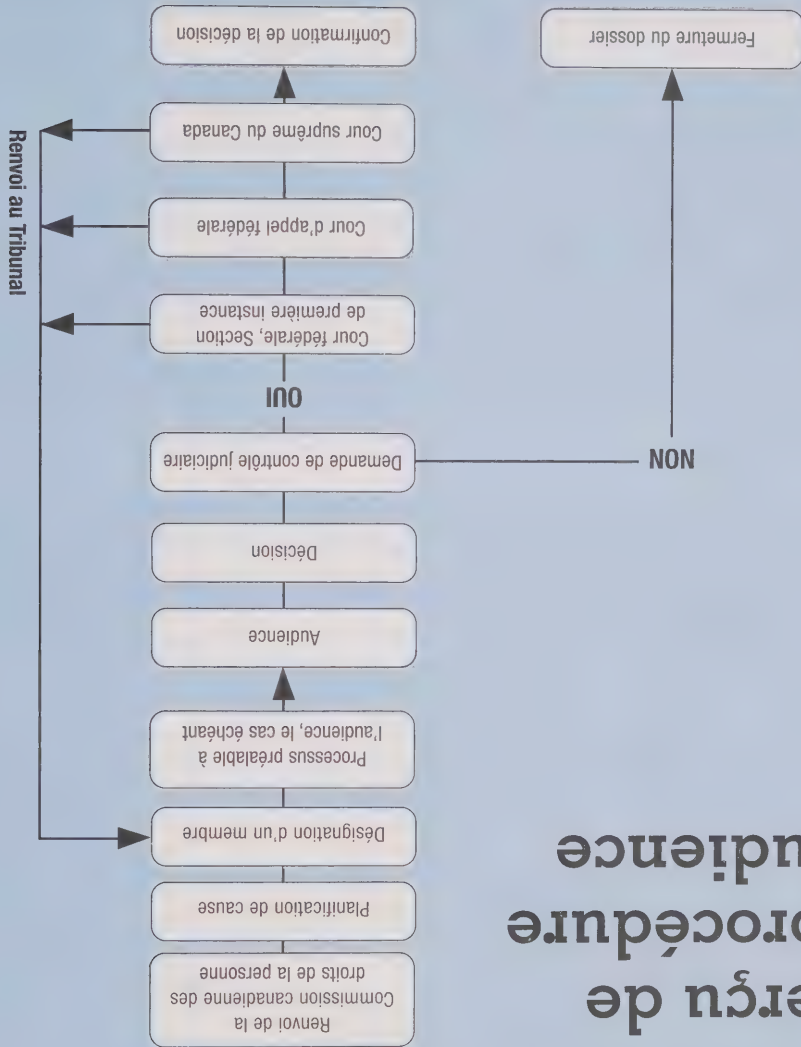 erçu de
procédure
udience
Renvoi de la
Commission canadienne des
droits de la personne
Planification de cause
Désignation d'un membre
Processus préalable à
l'audience, le cas échéant
Audience
Décision
Demande de contrôle judiciaire
NON
OUI
Cour fédérale, Section
de première instance
Cour d'appel fédérale
Cour suprême du Canada
Renvoi au Tribunal
Fermeture du dossier
Confirmation de la décision